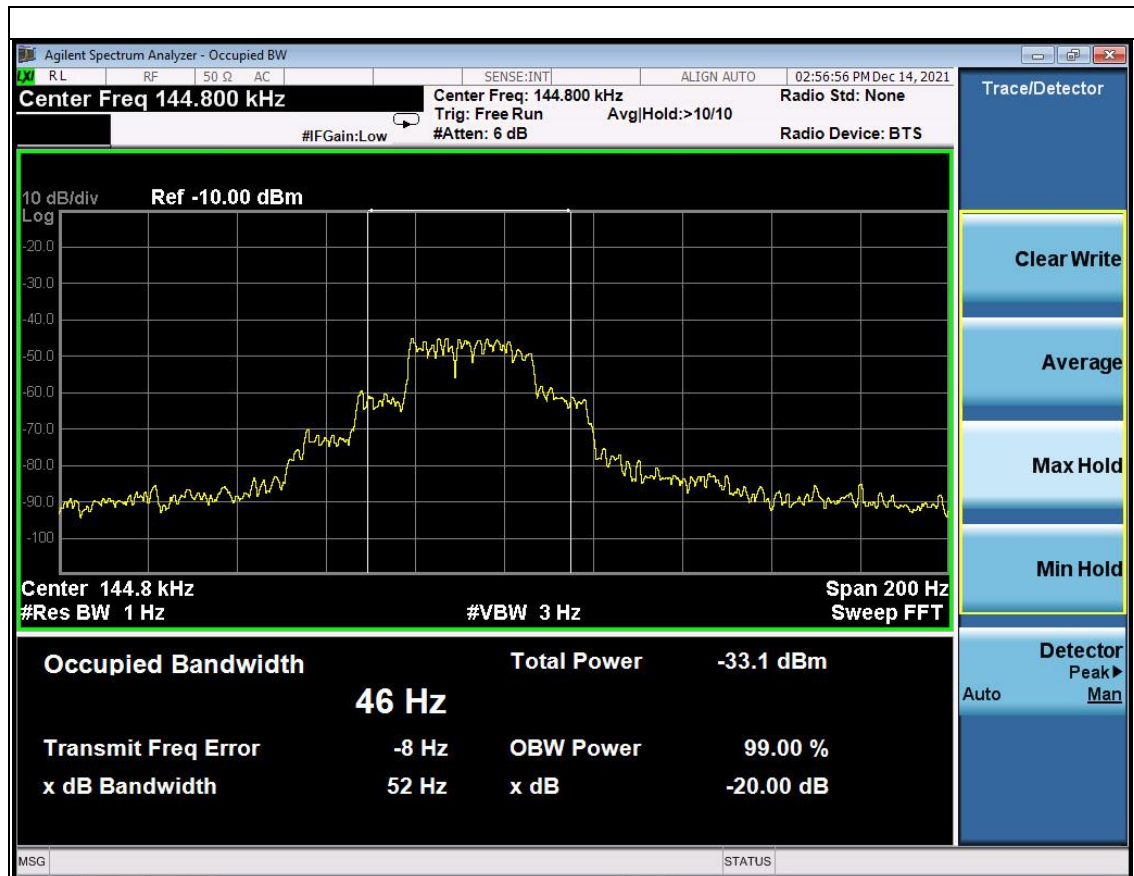 Agilent Spectrum Analyzer - Occupied BW
LXI RL RF 50 Ω AC SENSE:INT ALIGN AUTO 02:56:56 PM Dec 14, 2021
Center Freq 144.800 kHz
Center Freq: 144.800 kHz Radio Std: None
Trig: Free Run Avg|Hold:>10/10
#IFGain:Low #Atten: 6 dB Radio Device: BTS
10 dB/div Ref -10.00 dBm
Log
-20.0
-30.0
-40.0
-50.0
-60.0
-70.0
-80.0
-90.0
-100
Center 144.8 kHz Span 200 Hz
#Res BW 1 Hz #VBW 3 Hz Sweep FFT
Occupied Bandwidth Total Power -33.1 dBm
46 Hz
Transmit Freq Error -8 Hz OBW Power 99.00 %
x dB Bandwidth 52 Hz x dB -20.00 dB
MSG STATUS
Trace/Detector
Clear Write
Average
Max Hold
Min Hold
Detector
Peak▶
Auto Man